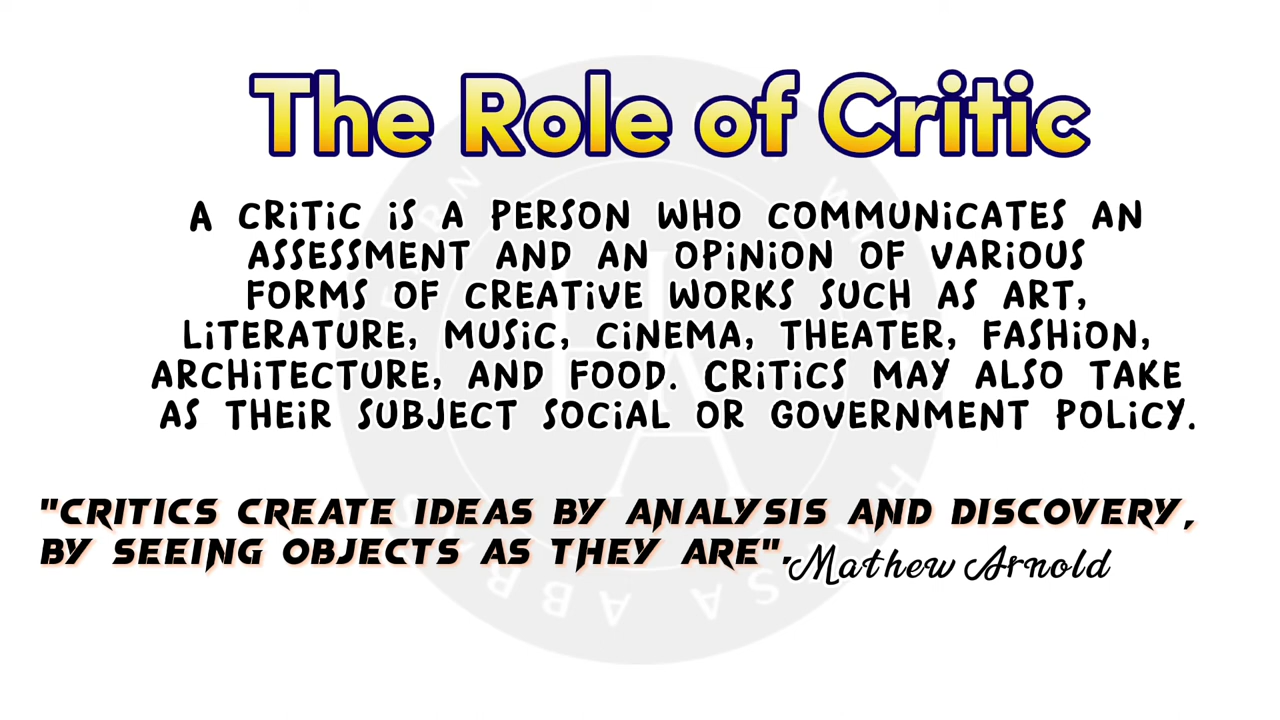 The Role of Critic
A CRiTiC iS A PERSON WHO COMMUNiCATES AN
ASSESSMENT AND AN OPiNiON OF VARiOUS
FORMS OF CREATiVE WORKS SUCH AS ART,
LiTERATURE, MUSiC, CiNEMA, THEATER, FASHiON,
ARCHiTECTURE, AND FOOD. CRiTiCS MAY ALSO TAKE
AS THEiR SUBJECT SOCiAL OR GOVERNMENT POLiCY.
"CRITICS CREATE IDEAS BY ANALYSIS AND DISCOVERY,
BY SEEING OBJECTS AS THEY ARE".
Mathew Arnold